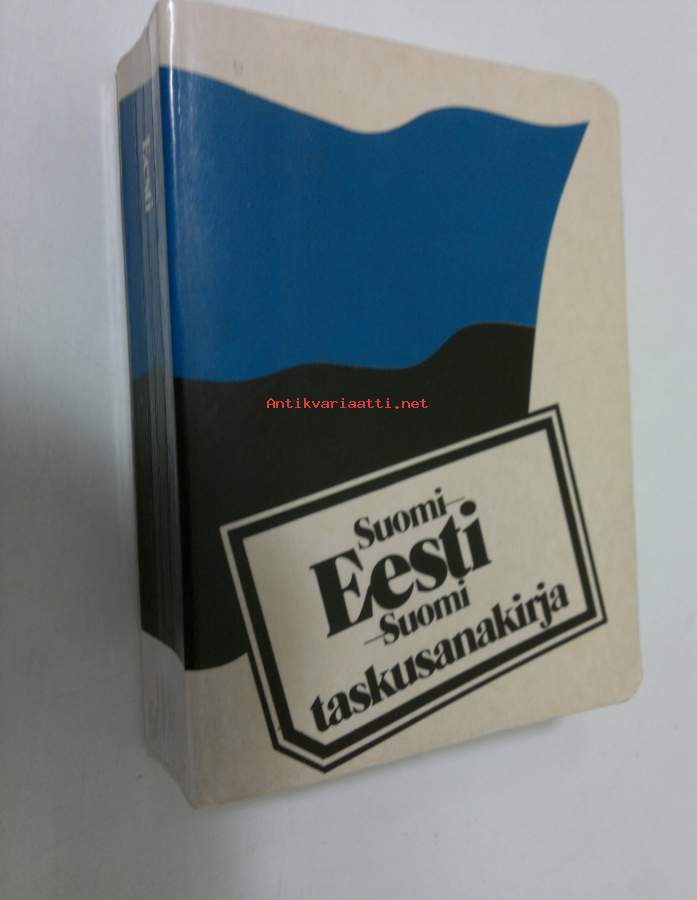 Eesti
Antikvariaatti.net
Suomi–
Eesti
–Suomi
taskusanakirja